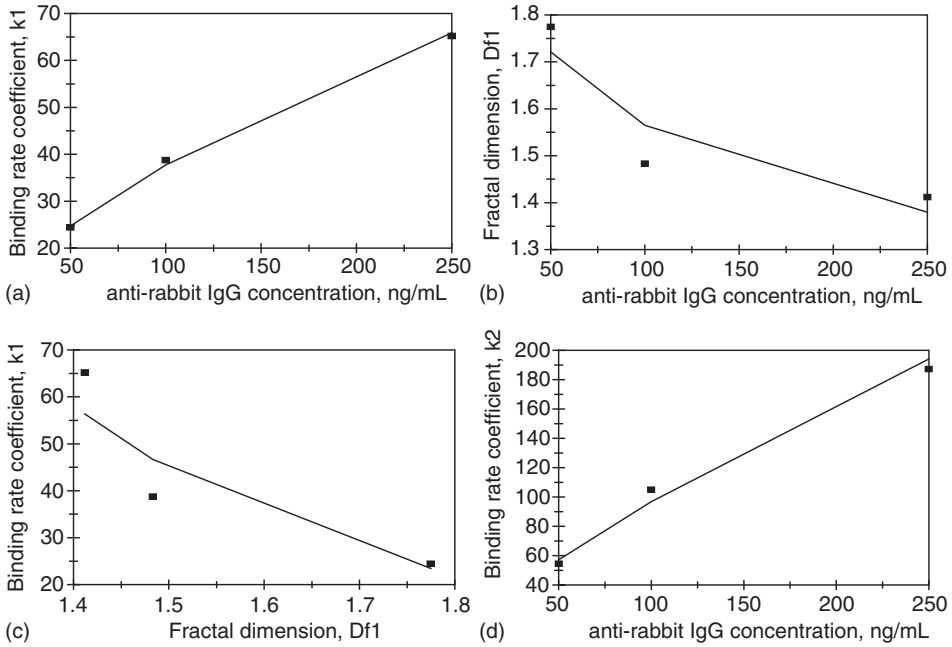 70
60
50
40
30
20
50 100 150 200 250
Binding rate coefficient, k1
(a) anti-rabbit IgG concentration, ng/mL
1.8
1.7
1.6
1.5
1.4
1.3
50 100 150 200 250
Fractal dimension, Df1
(b) anti-rabbit IgG concentration, ng/mL
70
60
50
40
30
20
1.4 1.5 1.6 1.7 1.8
Binding rate coefficient, k1
(c) Fractal dimension, Df1
200
180
160
140
120
100
80
60
40
50 100 150 200 250
Binding rate coefficient, k2
(d) anti-rabbit IgG concentration, ng/mL